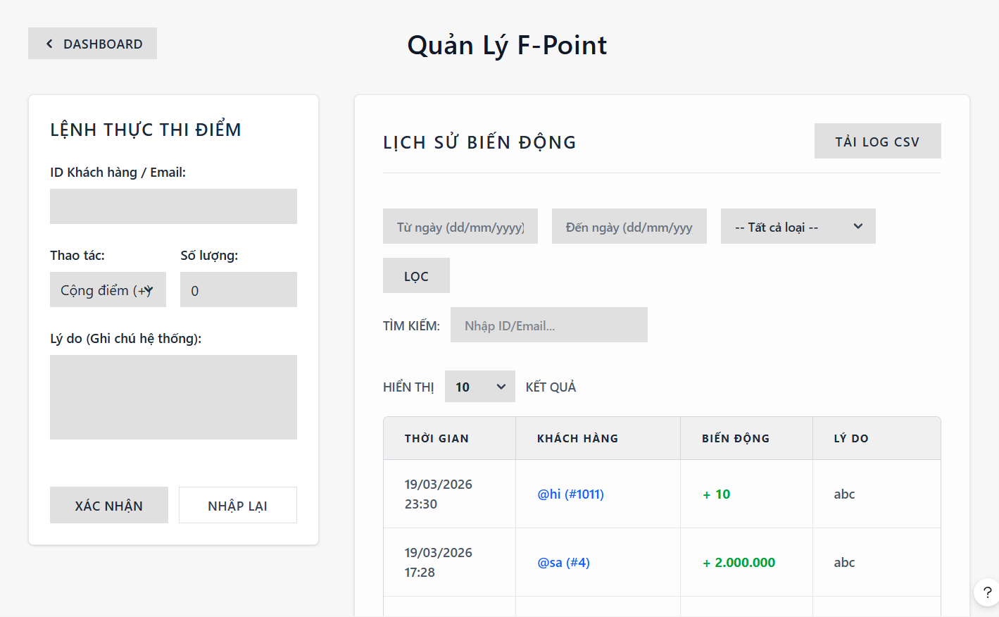 DASHBOARD
Quản Lý F-Point
LỆNH THỰC THI ĐIỂM
ID Khách hàng / Email:
Thao tác:
Số lượng:
Cộng điểm (+)
0
Lý do (Ghi chú hệ thống):
XÁC NHẬN
NHẬP LẠI
LỊCH SỬ BIẾN ĐỘNG
TẢI LOG CSV
Từ ngày (dd/mm/yyyy)
Đến ngày (dd/mm/yyy
-- Tất cả loại --
LỌC
TÌM KIẾM:
Nhập ID/Email...
HIỂN THỊ 10 KẾT QUẢ
THỜI GIAN KHÁCH HÀNG BIẾN ĐỘNG LÝ DO
19/03/2026
23:30
@hi (#1011)
+ 10
abc
19/03/2026
17:28
@sa (#4)
+ 2.000.000
abc
?